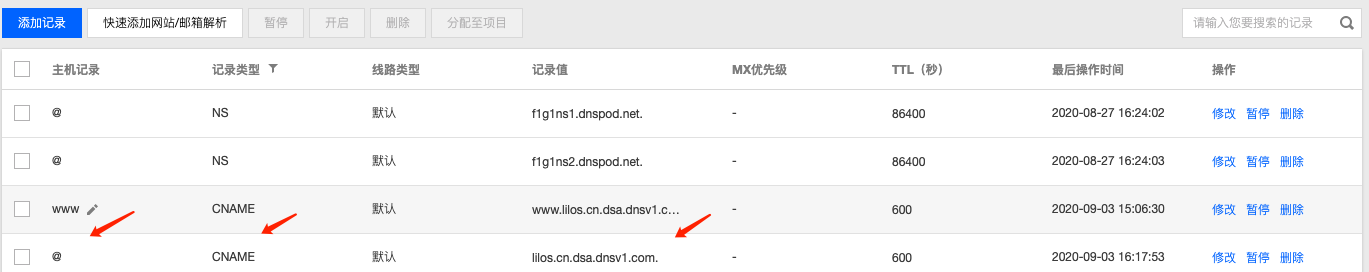 添加记录 快速添加网站/邮箱解析 暂停 开启 删除 分配至项目 请输入您要搜索的记录
主机记录 记录类型 线路类型 记录值 MX优先级 TTL（秒） 最后操作时间 操作
@ NS 默认 f1g1ns1.dnspod.net. - 86400 2020-08-27 16:24:02 修改 暂停 删除
@ NS 默认 f1g1ns2.dnspod.net. - 86400 2020-08-27 16:24:03 修改 暂停 删除
www CNAME 默认 www.lilos.cn.dsa.dnsv1.c... - 600 2020-09-03 15:06:30 修改 暂停 删除
@ CNAME 默认 lilos.cn.dsa.dnsv1.com. - 600 2020-09-03 16:17:53 修改 暂停 删除